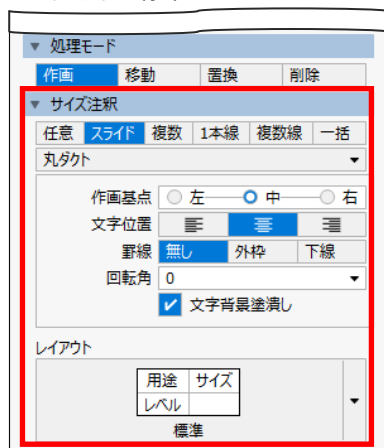 処理モード
作画 移動 置換 削除
サイズ注釈
任意 スライド 複数 1本線 複数線 一括
丸ダクト
作画基点 左 中 右
文字位置
罫線 無し 外枠 下線
回転角 0
文字背景塗潰し
レイアウト
用途 サイズ
レベル
標準